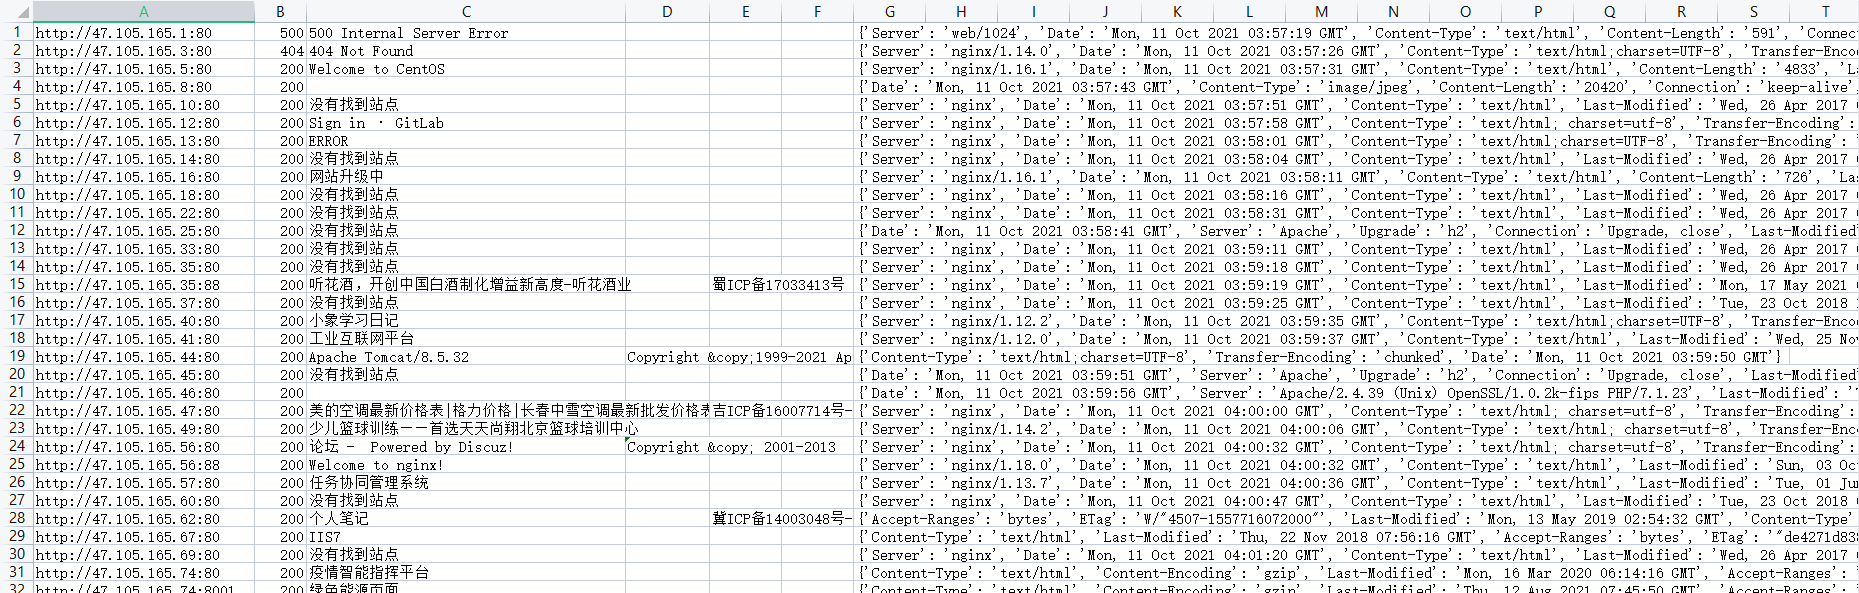 A B C D E F G H I J K L M N O P Q R S T
1 http://47.105.165.1:80 500 500 Internal Server Error {'Server': 'web/1024', 'Date': 'Mon, 11 Oct 2021 03:57:19 GMT', 'Content-Type': 'text/html', 'Content-Length': '591', 'Connec
2 http://47.105.165.3:80 404 404 Not Found {'Server': 'nginx/1.14.0', 'Date': 'Mon, 11 Oct 2021 03:57:26 GMT', 'Content-Type': 'text/html;charset=UTF-8', 'Transfer-Enco
3 http://47.105.165.5:80 200 Welcome to CentOS {'Server': 'nginx/1.16.1', 'Date': 'Mon, 11 Oct 2021 03:57:31 GMT', 'Content-Type': 'text/html', 'Content-Length': '4833', 'La
4 http://47.105.165.8:80 200 {'Date': 'Mon, 11 Oct 2021 03:57:43 GMT', 'Content-Type': 'image/jpeg', 'Content-Length': '20420', 'Connection': 'keep-alive',
5 http://47.105.165.10:80 200 没有找到站点 {'Server': 'nginx', 'Date': 'Mon, 11 Oct 2021 03:57:51 GMT', 'Content-Type': 'text/html', 'Last-Modified': 'Wed, 26 Apr 2017
6 http://47.105.165.12:80 200 Sign in · GitLab {'Server': 'nginx', 'Date': 'Mon, 11 Oct 2021 03:57:58 GMT', 'Content-Type': 'text/html; charset=utf-8', 'Transfer-Encoding':
7 http://47.105.165.13:80 200 ERROR {'Server': 'nginx', 'Date': 'Mon, 11 Oct 2021 03:58:01 GMT', 'Content-Type': 'text/html;charset=UTF-8', 'Transfer-Encoding':
8 http://47.105.165.14:80 200 没有找到站点 {'Server': 'nginx', 'Date': 'Mon, 11 Oct 2021 03:58:04 GMT', 'Content-Type': 'text/html', 'Last-Modified': 'Wed, 26 Apr 2017
9 http://47.105.165.16:80 200 网站升级中 {'Server': 'nginx/1.16.1', 'Date': 'Mon, 11 Oct 2021 03:58:11 GMT', 'Content-Type': 'text/html', 'Content-Length': '726', 'Las
10 http://47.105.165.18:80 200 没有找到站点 {'Server': 'nginx', 'Date': 'Mon, 11 Oct 2021 03:58:16 GMT', 'Content-Type': 'text/html', 'Last-Modified': 'Wed, 26 Apr 2017
11 http://47.105.165.22:80 200 没有找到站点 {'Server': 'nginx', 'Date': 'Mon, 11 Oct 2021 03:58:31 GMT', 'Content-Type': 'text/html', 'Last-Modified': 'Wed, 26 Apr 2017
12 http://47.105.165.25:80 200 没有找到站点 {'Date': 'Mon, 11 Oct 2021 03:58:41 GMT', 'Server': 'Apache', 'Upgrade': 'h2', 'Connection': 'Upgrade, close', 'Last-Modified'
13 http://47.105.165.33:80 200 没有找到站点 {'Server': 'nginx', 'Date': 'Mon, 11 Oct 2021 03:59:11 GMT', 'Content-Type': 'text/html', 'Last-Modified': 'Wed, 26 Apr 2017
14 http://47.105.165.35:80 200 没有找到站点 {'Server': 'nginx', 'Date': 'Mon, 11 Oct 2021 03:59:18 GMT', 'Content-Type': 'text/html', 'Last-Modified': 'Wed, 26 Apr 2017
15 http://47.105.165.35:88 200 听花酒，开创中国白酒制化增益新高度-听花酒业 蜀ICP备17033413号 {'Server': 'nginx', 'Date': 'Mon, 11 Oct 2021 03:59:19 GMT', 'Content-Type': 'text/html', 'Last-Modified': 'Mon, 17 May 2021
16 http://47.105.165.37:80 200 没有找到站点 {'Server': 'nginx', 'Date': 'Mon, 11 Oct 2021 03:59:25 GMT', 'Content-Type': 'text/html', 'Last-Modified': 'Tue, 23 Oct 2018
17 http://47.105.165.40:80 200 小象学习日记 {'Server': 'nginx/1.12.2', 'Date': 'Mon, 11 Oct 2021 03:59:35 GMT', 'Content-Type': 'text/html;charset=UTF-8', 'Transfer-Enco
18 http://47.105.165.41:80 200 工业互联网平台 {'Server': 'nginx/1.12.0', 'Date': 'Mon, 11 Oct 2021 03:59:37 GMT', 'Content-Type': 'text/html', 'Last-Modified': 'Wed, 25 Nov
19 http://47.105.165.44:80 200 Apache Tomcat/8.5.32 Copyright &copy;1999-2021 Ap {'Content-Type': 'text/html;charset=UTF-8', 'Transfer-Encoding': 'chunked', 'Date': 'Mon, 11 Oct 2021 03:59:50 GMT'}
20 http://47.105.165.45:80 200 没有找到站点 {'Date': 'Mon, 11 Oct 2021 03:59:51 GMT', 'Server': 'Apache', 'Upgrade': 'h2', 'Connection': 'Upgrade, close', 'Last-Modified'
21 http://47.105.165.46:80 200 {'Date': 'Mon, 11 Oct 2021 03:59:56 GMT', 'Server': 'Apache/2.4.39 (Unix) OpenSSL/1.0.2k-fips PHP/7.1.23', 'Last-Modified':
22 http://47.105.165.47:80 200 美的空调最新价格表|格力价格|长春中雪空调最新批发价格表 吉ICP备16007714号- {'Server': 'nginx', 'Date': 'Mon, 11 Oct 2021 04:00:00 GMT', 'Content-Type': 'text/html; charset=utf-8', 'Transfer-Encoding':
23 http://47.105.165.49:80 200 少儿篮球训练——首选天天尚翔北京篮球培训中心 {'Server': 'nginx/1.14.2', 'Date': 'Mon, 11 Oct 2021 04:00:06 GMT', 'Content-Type': 'text/html; charset=utf-8', 'Transfer-Enc
24 http://47.105.165.56:80 200 论坛 - Powered by Discuz! Copyright &copy; 2001-2013 {'Server': 'nginx', 'Date': 'Mon, 11 Oct 2021 04:00:32 GMT', 'Content-Type': 'text/html; charset=utf-8', 'Transfer-Encoding':
25 http://47.105.165.56:88 200 Welcome to nginx! {'Server': 'nginx/1.18.0', 'Date': 'Mon, 11 Oct 2021 04:00:32 GMT', 'Content-Type': 'text/html', 'Last-Modified': 'Sun, 03 Oc
26 http://47.105.165.57:80 200 任务协同管理系统 {'Server': 'nginx/1.13.7', 'Date': 'Mon, 11 Oct 2021 04:00:36 GMT', 'Content-Type': 'text/html', 'Last-Modified': 'Tue, 01 Ju
27 http://47.105.165.60:80 200 没有找到站点 {'Server': 'nginx', 'Date': 'Mon, 11 Oct 2021 04:00:47 GMT', 'Content-Type': 'text/html', 'Last-Modified': 'Tue, 23 Oct 2018
28 http://47.105.165.62:80 200 个人笔记 冀ICP备14003048号- {'Accept-Ranges': 'bytes', 'ETag': 'W/"4507-1557716072000"', 'Last-Modified': 'Mon, 13 May 2019 02:54:32 GMT', 'Content-Type'
29 http://47.105.165.67:80 200 IIS7 {'Content-Type': 'text/html', 'Last-Modified': 'Thu, 22 Nov 2018 07:56:16 GMT', 'Accept-Ranges': 'bytes', 'ETag': '"de4271d838
30 http://47.105.165.69:80 200 没有找到站点 {'Server': 'nginx', 'Date': 'Mon, 11 Oct 2021 04:01:20 GMT', 'Content-Type': 'text/html', 'Last-Modified': 'Wed, 26 Apr 2017
31 http://47.105.165.74:80 200 疫情智能指挥平台 {'Content-Type': 'text/html', 'Content-Encoding': 'gzip', 'Last-Modified': 'Mon, 16 Mar 2020 06:14:16 GMT', 'Accept-Ranges':
32 http://47.105.165.74:8001 200 绿色能源页面 {'Content-Type': 'text/html', 'Content-Encoding': 'gzip', 'Last-Modified': 'Thu, 12 Aug 2021 07:45:50 GMT', 'Accept-Ranges':